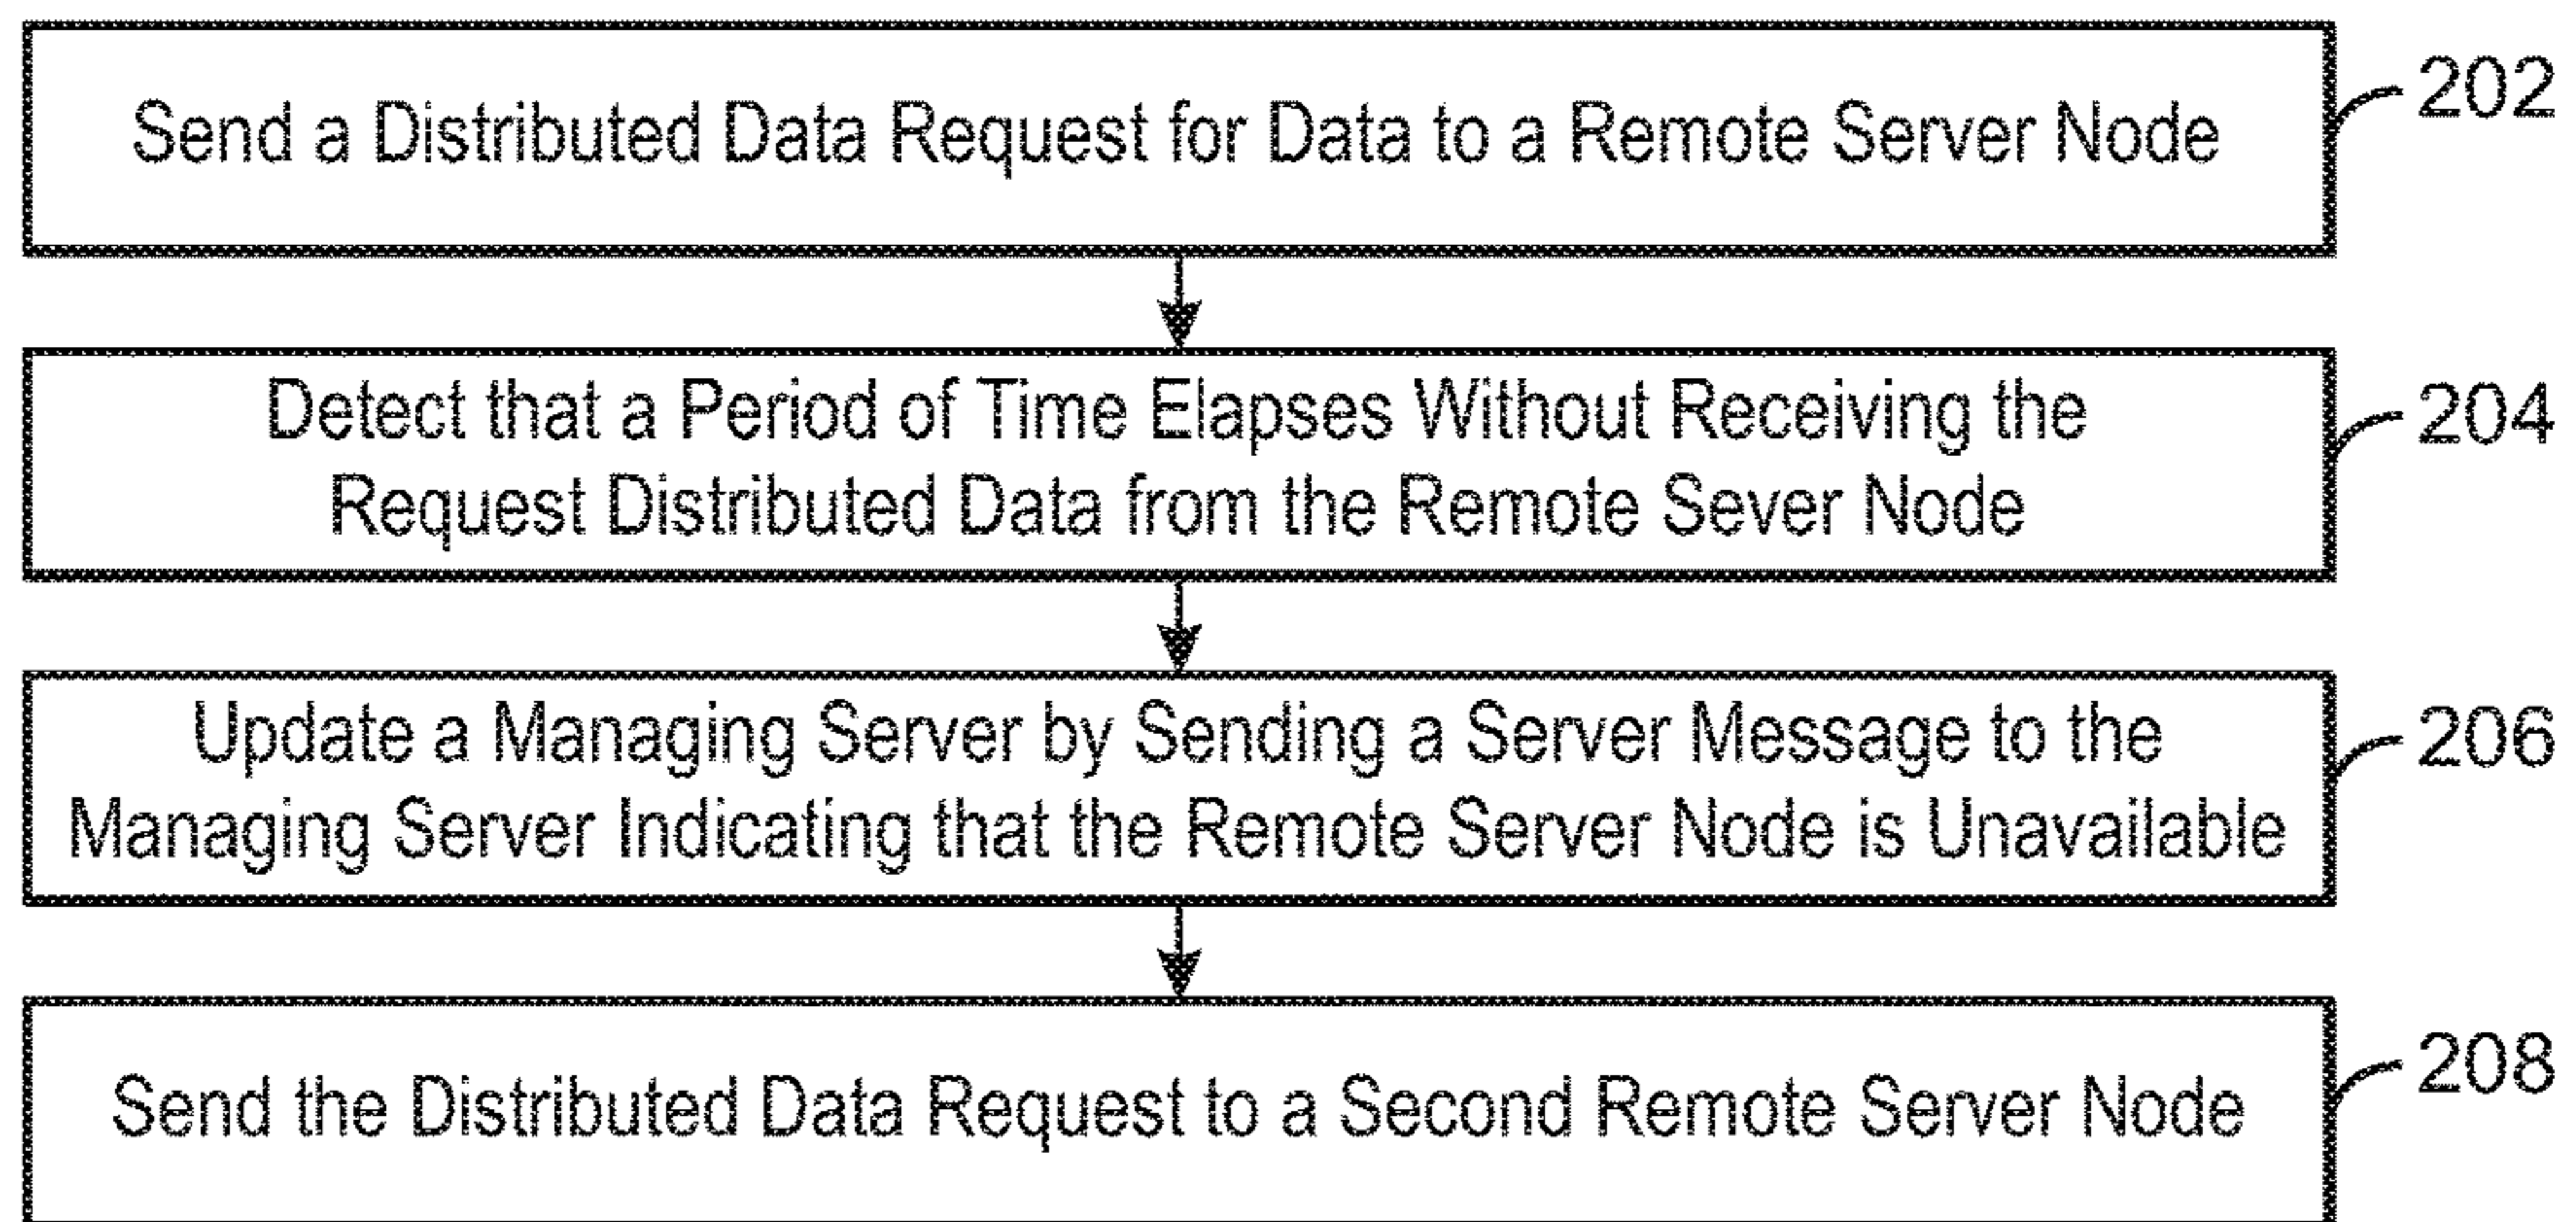 Send a Distributed Data Request for Data to a Remote Server Node
202
Detect that a Period of Time Elapses Without Receiving the
Request Distributed Data from the Remote Sever Node
204
Update a Managing Server by Sending a Server Message to the
Managing Server Indicating that the Remote Server Node is Unavailable
206
Send the Distributed Data Request to a Second Remote Server Node
208